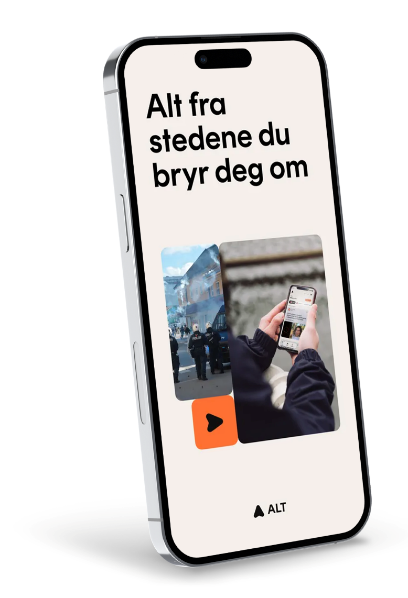 Alt fra
stedene du
bryr deg om
ALT